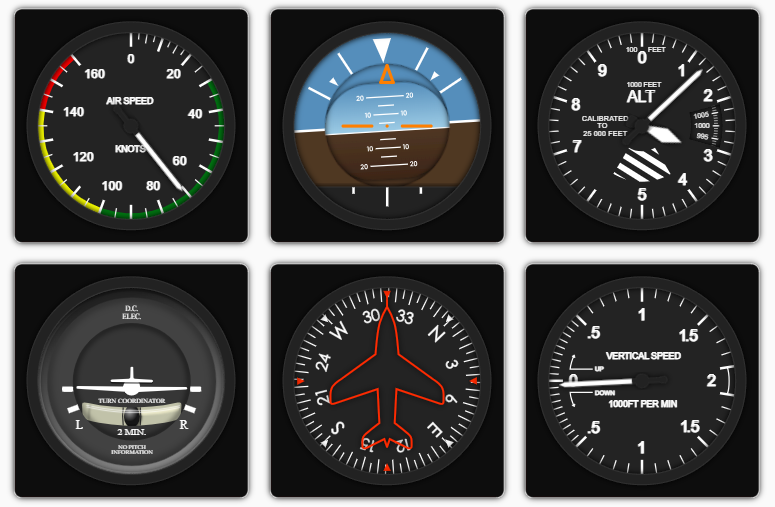 0
20
40
60
80
100
120
140
160
AIR SPEED
KNOTS
20 20
10 10
10 10
20 20
100 FEET
0
1
2
3
4
5
7
8
9
1000 FEET
ALT
CALIBRATED
TO
25 000 FEET
1005
1000
995
D.C.
ELEC.
TURN COORDINATOR
L R
2 MIN.
NO PITCH
INFORMATION
30
33
N
3
6
E
12
15
S
21
24
W
1
.5 1.5
VERTICAL SPEED
UP
0 2
DOWN
1000FT PER MIN
.5 1.5
1